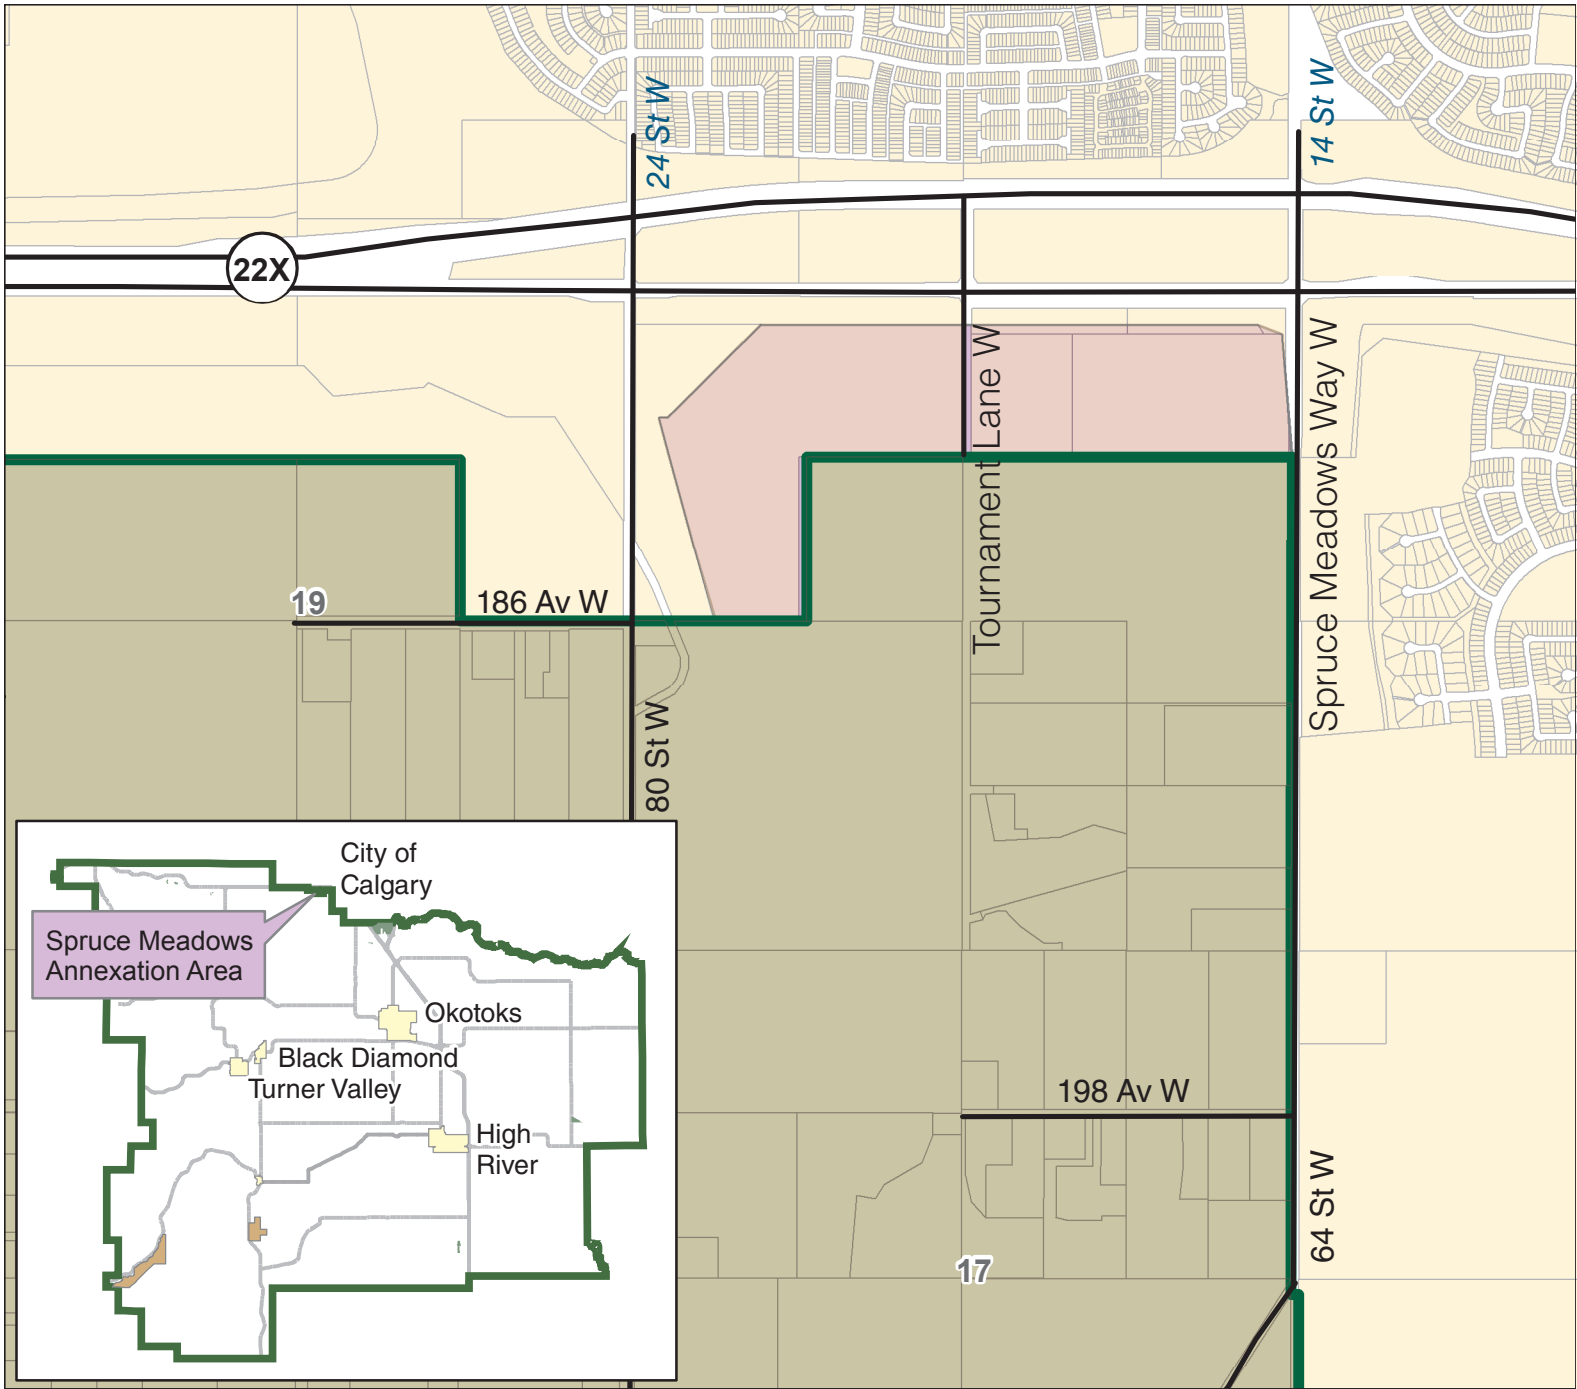 24 St W
14 St W
22X
Tournament Lane W
Spruce Meadows Way W
186 Av W
19
80 St W
198 Av W
64 St W
17
City of
Calgary
Spruce Meadows
Annexation Area
Okotoks
Black Diamond
Turner Valley
High
River